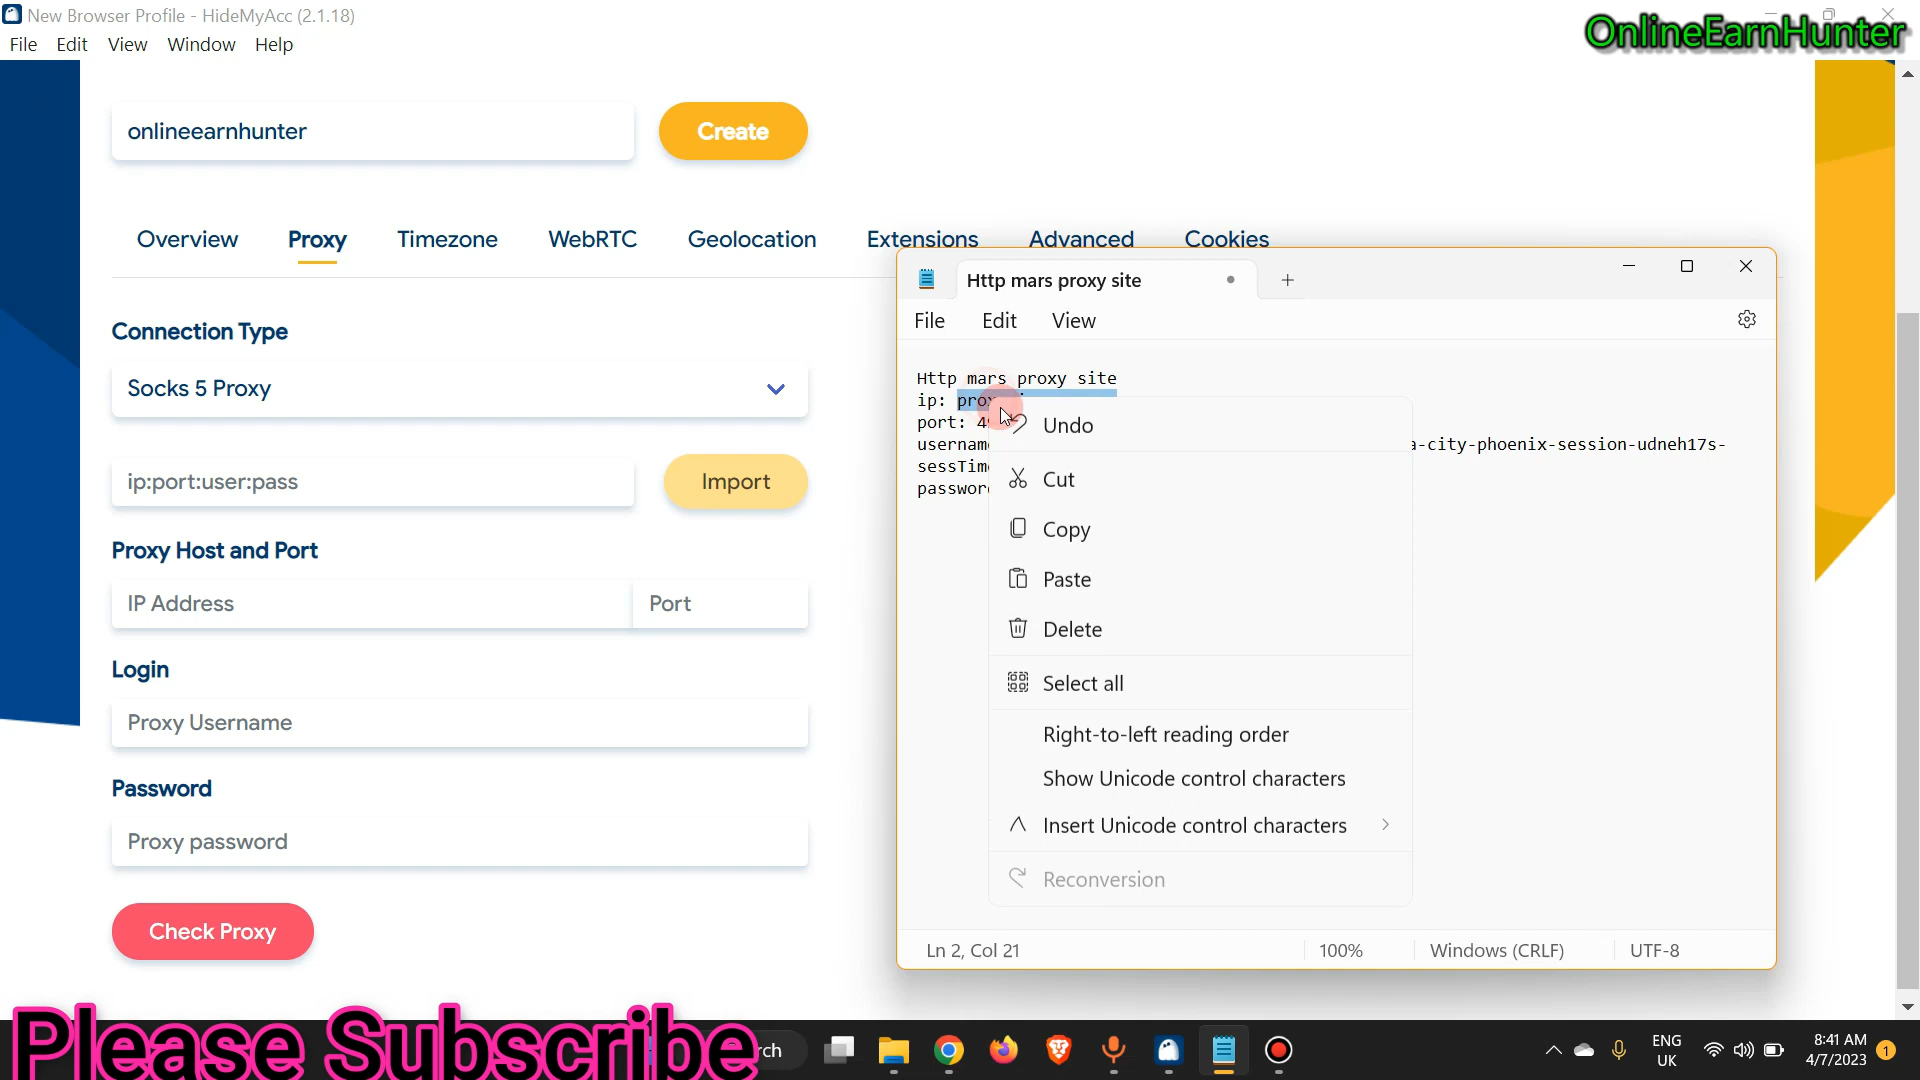 New Browser Profile - HideMyAcc (2.1.18)
OnlineEarnHunter
File Edit View Window Help
onlineearnhunter
Create
Overview Proxy Timezone WebRTC Geolocation Extensions Advanced Cookies
Connection Type
Socks 5 Proxy
ip:port:user:pass
Import
Proxy Host and Port
IP Address
Port
Login
Proxy Username
Password
Proxy password
Check Proxy
Http mars proxy site
File Edit View
Http mars proxy site
ip:
port:
-city-phoenix-session-udneh17s-
Undo
Cut
Copy
Paste
Delete
Select all
Right-to-left reading order
Show Unicode control characters
Insert Unicode control characters
Reconversion
Ln 2, Col 21
100%
Windows (CRLF)
UTF-8
Please Subscribe
ENG
UK
8:41 AM
4/7/2023
1